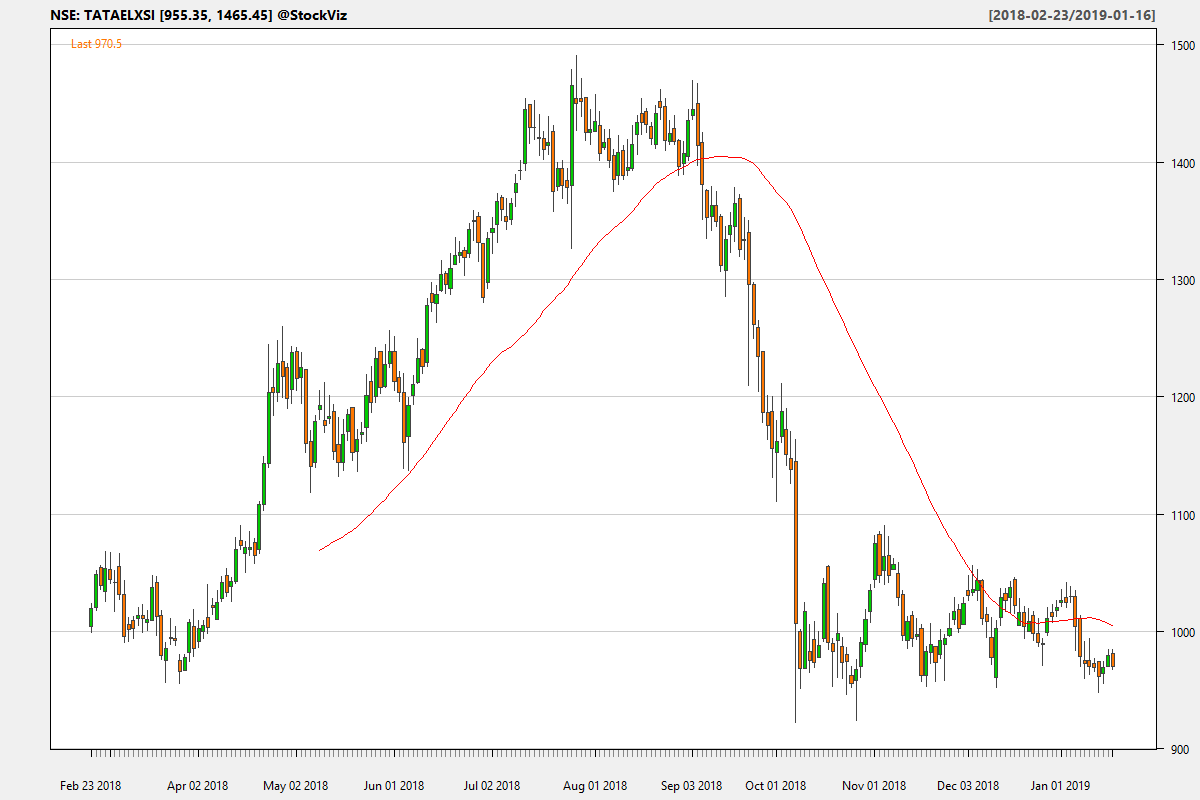 NSE: TATAELXSI [955.35, 1465.45] @StockViz [2018-02-23/2019-01-16]
Last 970.5
1500
1400
1300
1200
1100
1000
900
Feb 23 2018 Apr 02 2018 May 02 2018 Jun 01 2018 Jul 02 2018 Aug 01 2018 Sep 03 2018 Oct 01 2018 Nov 01 2018 Dec 03 2018 Jan 01 2019